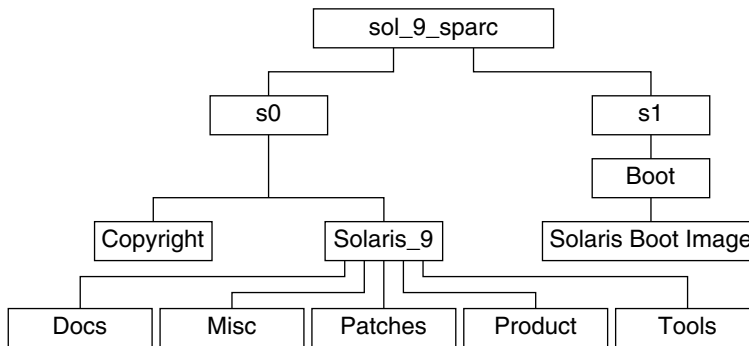 sol_9_sparc
s0
s1
Boot
Copyright
Solaris_9
Solaris Boot Image
Docs
Misc
Patches
Product
Tools